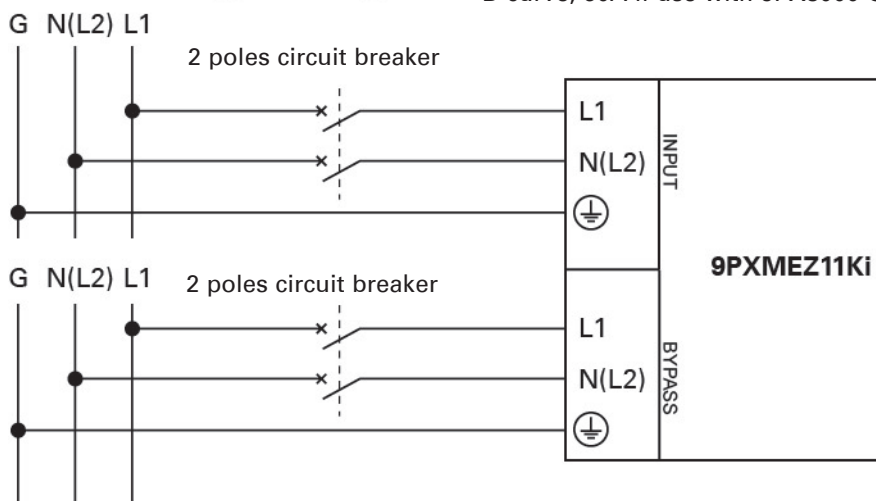 G N(L2) L1
2 poles circuit breaker
L1
N(L2)
INPUT
9PXMEZ11Ki
G N(L2) L1
2 poles circuit breaker
L1
N(L2)
BYPASS